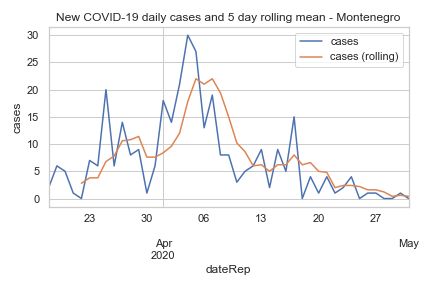 New COVID-19 daily cases and 5 day rolling mean - Montenegro
cases
cases (rolling)
cases
30
25
20
15
10
5
0
23 30 06 13 20 27
Apr May
2020
dateRep